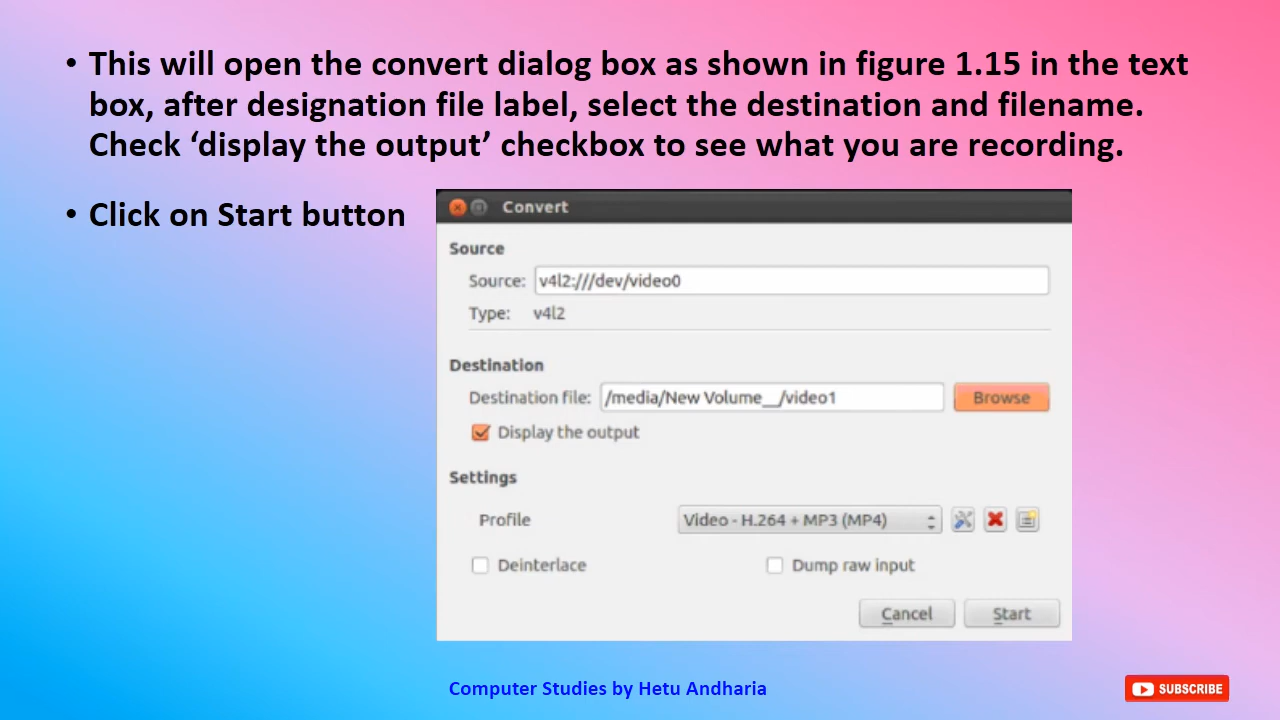 • This will open the convert dialog box as shown in figure 1.15 in the text
box, after designation file label, select the destination and filename.
Check ‘display the output’ checkbox to see what you are recording.
• Click on Start button
Convert
Source
Source: v4l2:///dev/video0
Type: v4l2
Destination
Destination file: /media/New Volume__/video1 Browse
Display the output
Settings
Profile Video - H.264 + MP3 (MP4)
Deinterlace Dump raw input
Cancel Start
Computer Studies by Hetu Andharia
SUBSCRIBE